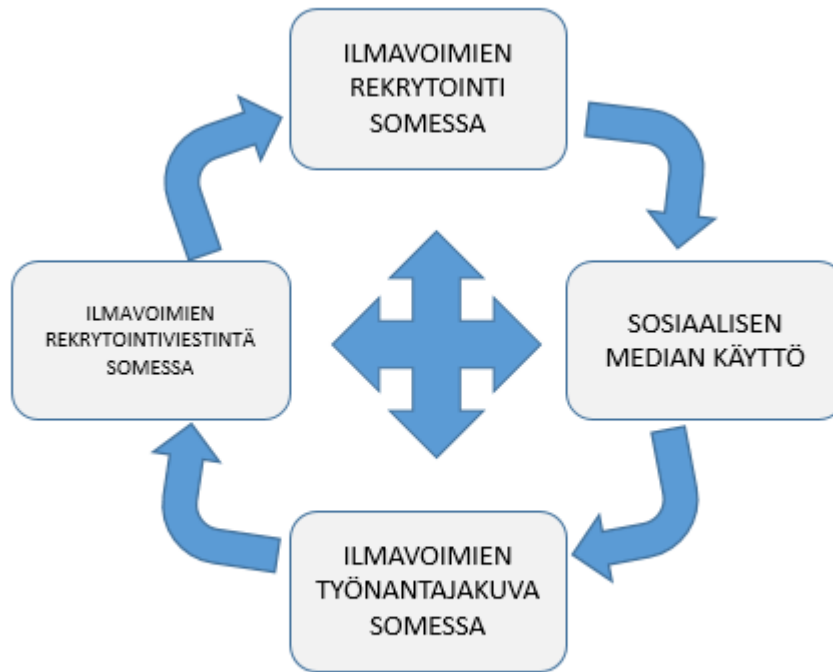 ILMAVOIMIEN
REKRYTOINTI
SOMESSA
SOSIAALISEN
MEDIAN KÄYTTÖ
ILMAVOIMIEN
TYÖNANTAJAKUVA
SOMESSA
ILMAVOIMIEN
REKRYTOINTIVIESTINTÄ
SOMESSA